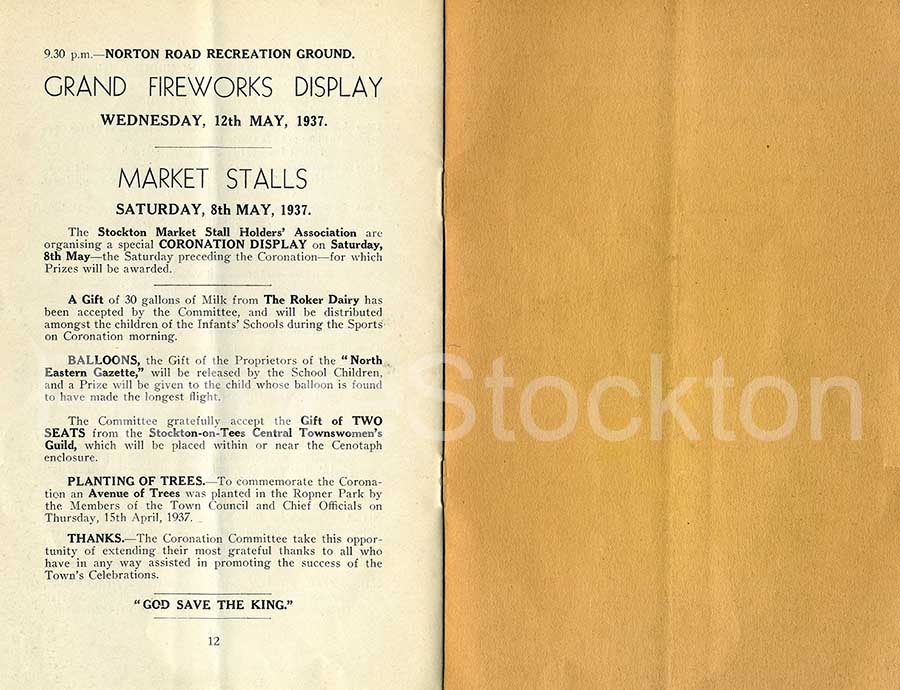 9.30 p.m.—NORTON ROAD RECREATION GROUND.
GRAND FIREWORKS DISPLAY
WEDNESDAY, 12th MAY, 1937.
MARKET STALLS
SATURDAY, 8th MAY, 1937.
The Stockton Market Stall Holders' Association are
organising a special CORONATION DISPLAY on Saturday,
8th May—the Saturday preceding the Coronation—for which
Prizes will be awarded.
A Gift of 30 gallons of Milk from The Roker Dairy has
been accepted by the Committee, and will be distributed
amongst the children of the Infants' Schools during the Sports
on Coronation morning.
BALLOONS, the Gift of the Proprietors of the "North
Eastern Gazette," will be released by the School Children,
and a Prize will be given to the child whose balloon is found
to have made the longest flight.
The Committee gratefully accept the Gift of TWO
SEATS from the Stockton-on-Tees Central Townswomen's
Guild, which will be placed within or near the Cenotaph
enclosure.
PLANTING OF TREES.—To commemorate the Corona-
tion an Avenue of Trees was planted in the Ropner Park by
the Members of the Town Council and Chief Officials on
Thursday, 15th April, 1937.
THANKS.—The Coronation Committee take this oppor-
tunity of extending their most grateful thanks to all who
have in any way assisted in promoting the success of the
Town's Celebrations.
"GOD SAVE THE KING."
12
Stockton